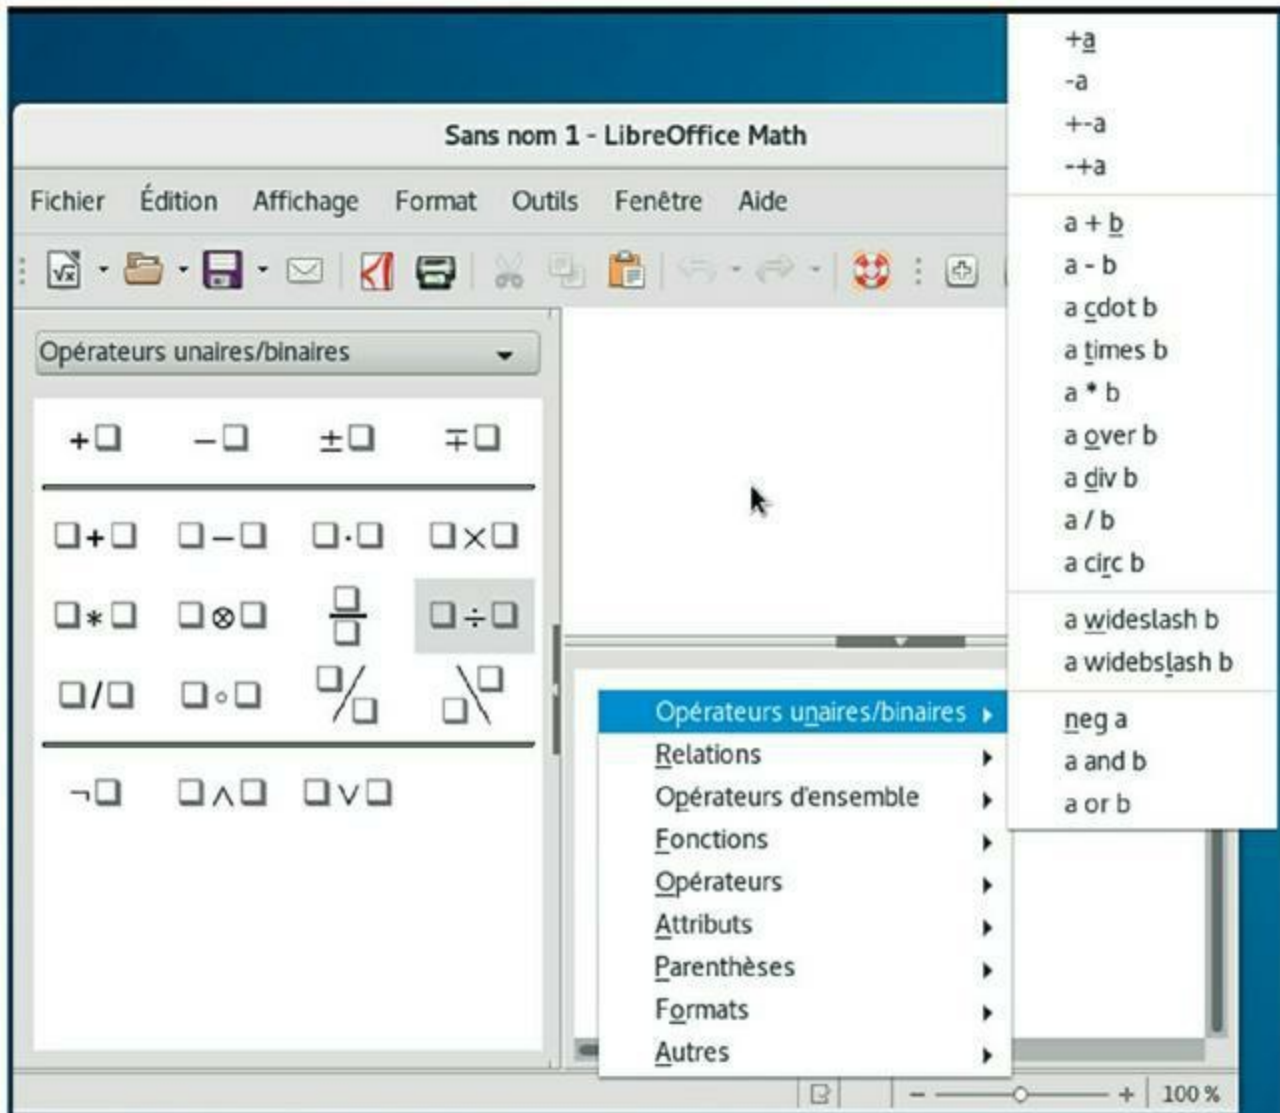 Sans nom 1 - LibreOffice Math
Fichier Édition Affichage Format Outils Fenêtre Aide
Opérateurs unaires/binaires
+□ −□ ±□ ∓□
□+□ □−□ □·□ □×□
□∗□ □⊗□ □/□ □÷□
□/□ □∘□ □/□ □\□
¬□ □∧□ □∨□
Opérateurs unaires/binaires
Relations
Opérateurs d'ensemble
Fonctions
Opérateurs
Attributs
Parenthèses
Formats
Autres
+a
-a
+-a
-+a
a + b
a - b
a cdot b
a times b
a * b
a over b
a div b
a / b
a circ b
a wideslash b
a widebslash b
neg a
a and b
a or b
100 %